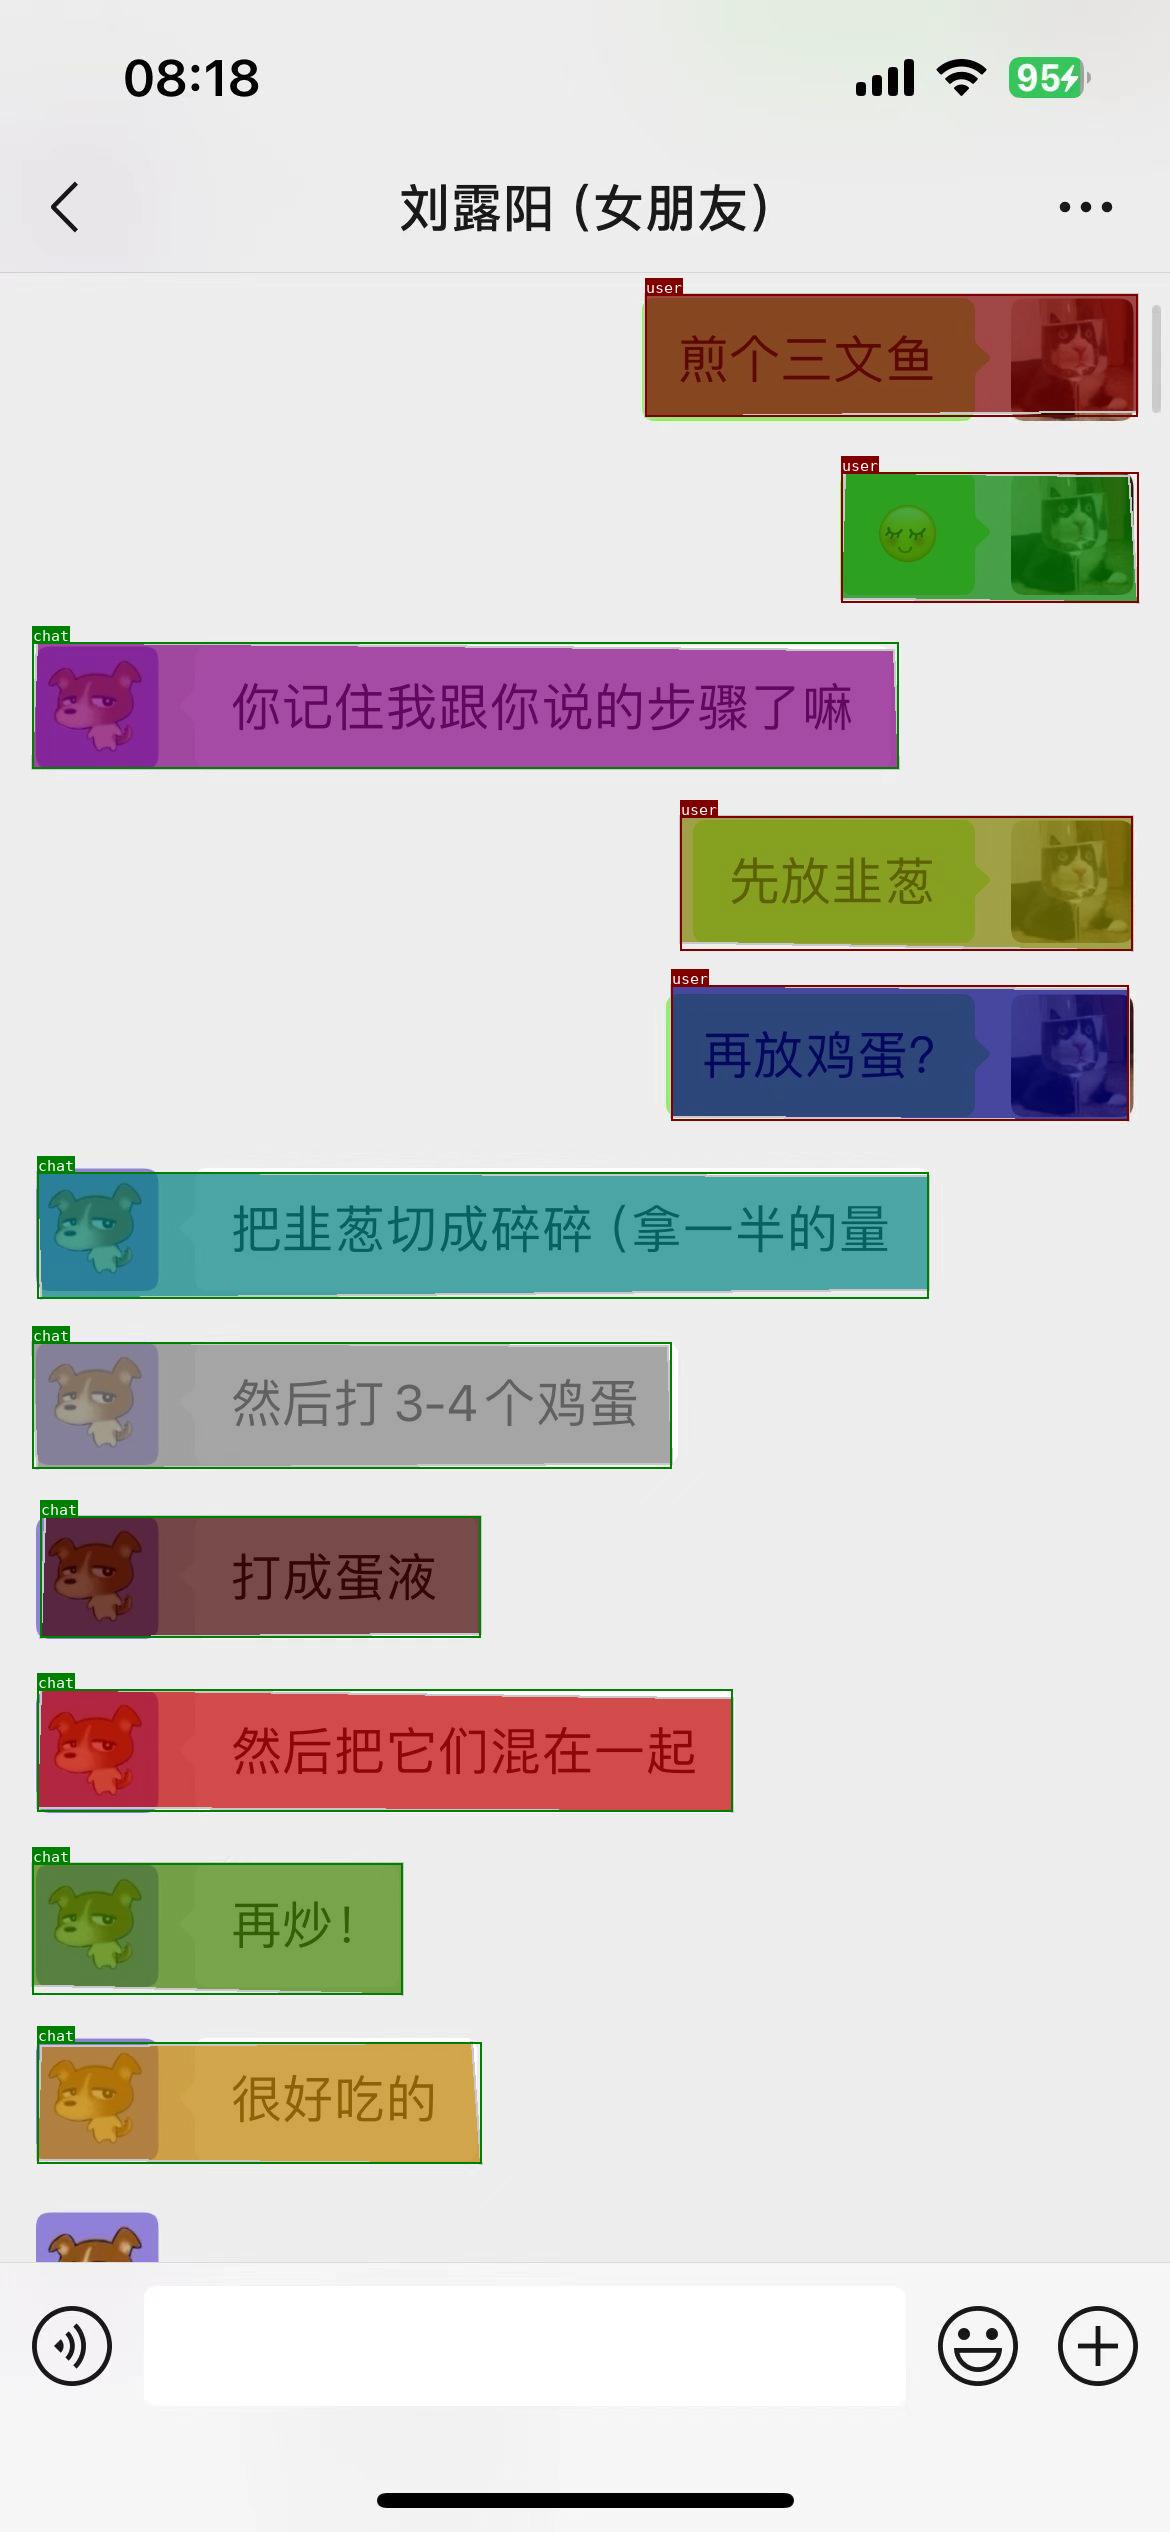 08:18
95
刘露阳（女朋友）
user
煎个三文鱼
user
chat
你记住我跟你说的步骤了嘛
user
先放韭葱
user
再放鸡蛋？
chat
把韭葱切成碎碎（拿一半的量
chat
然后打3-4个鸡蛋
chat
打成蛋液
chat
然后把它们混在一起
chat
再炒！
chat
很好吃的